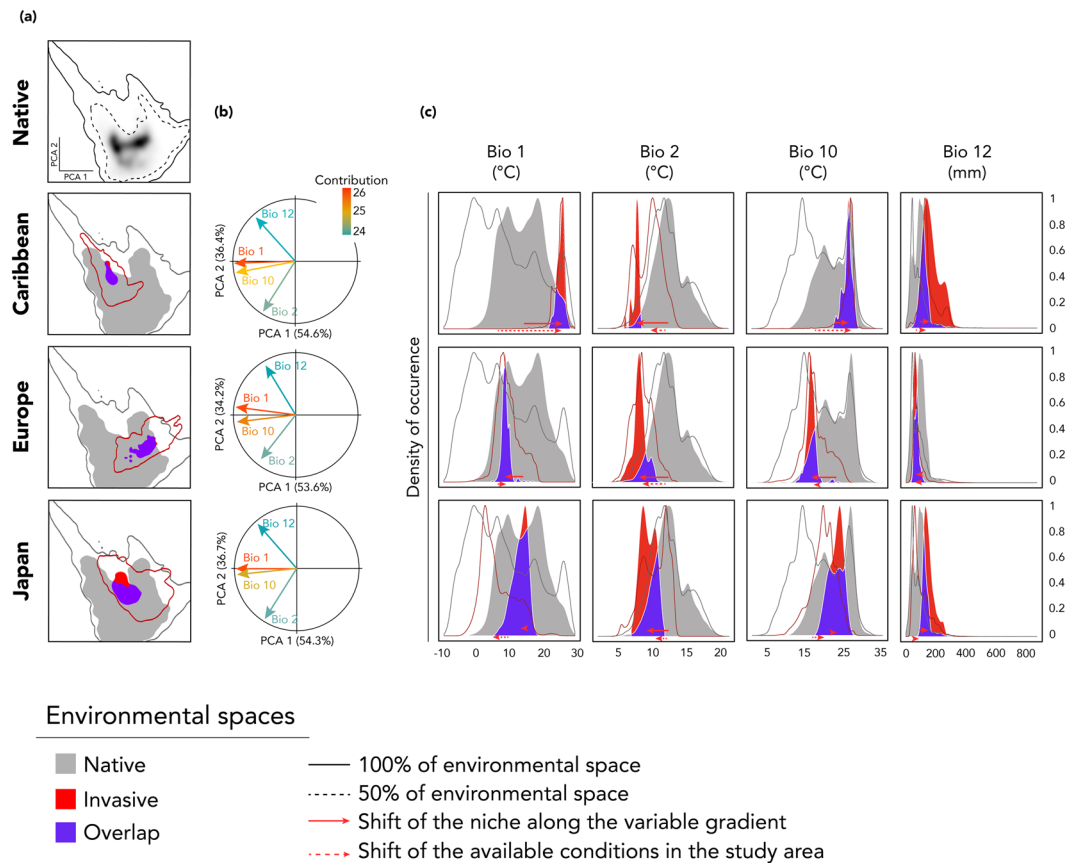 (a)
Native
PCA 2
PCA 1
Caribbean
Europe
Japan
(b)
Contribution
26
25
24
Bio 12
Bio 1
Bio 10
Bio 2
PCA 2 (36.4%)
PCA 1 (54.6%)
Bio 12
Bio 1
Bio 10
Bio 2
PCA 2 (34.2%)
PCA 1 (53.6%)
Bio 12
Bio 1
Bio 10
Bio 2
PCA 2 (36.7%)
PCA 1 (54.3%)
(c)
Bio 1 Bio 2 Bio 10 Bio 12
(°C) (°C) (°C) (mm)
Density of occurence
1
0.8
0.6
0.4
0.2
0
1
0.8
0.6
0.4
0.2
0
1
0.8
0.6
0.4
0.2
0
-10 0 10 20 30 5 10 15 20 5 15 25 35 0 200 400 600 800
Environmental spaces
Native
Invasive
Overlap
100% of environmental space
50% of environmental space
Shift of the niche along the variable gradient
Shift of the available conditions in the study area